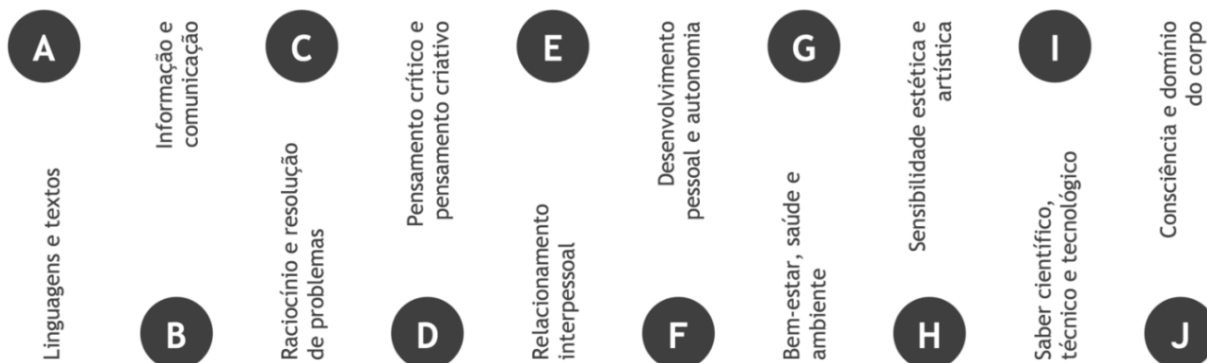 A
Linguagens e textos
B
Informação e
comunicação
C
Raciocínio e resolução
de problemas
D
Pensamento crítico e
pensamento criativo
E
Relacionamento
interpessoal
F
Desenvolvimento
pessoal e autonomia
G
Bem-estar, saúde e
ambiente
H
Sensibilidade estética e
artística
I
Saber científico,
técnico e tecnológico
J
Consciência e domínio
do corpo